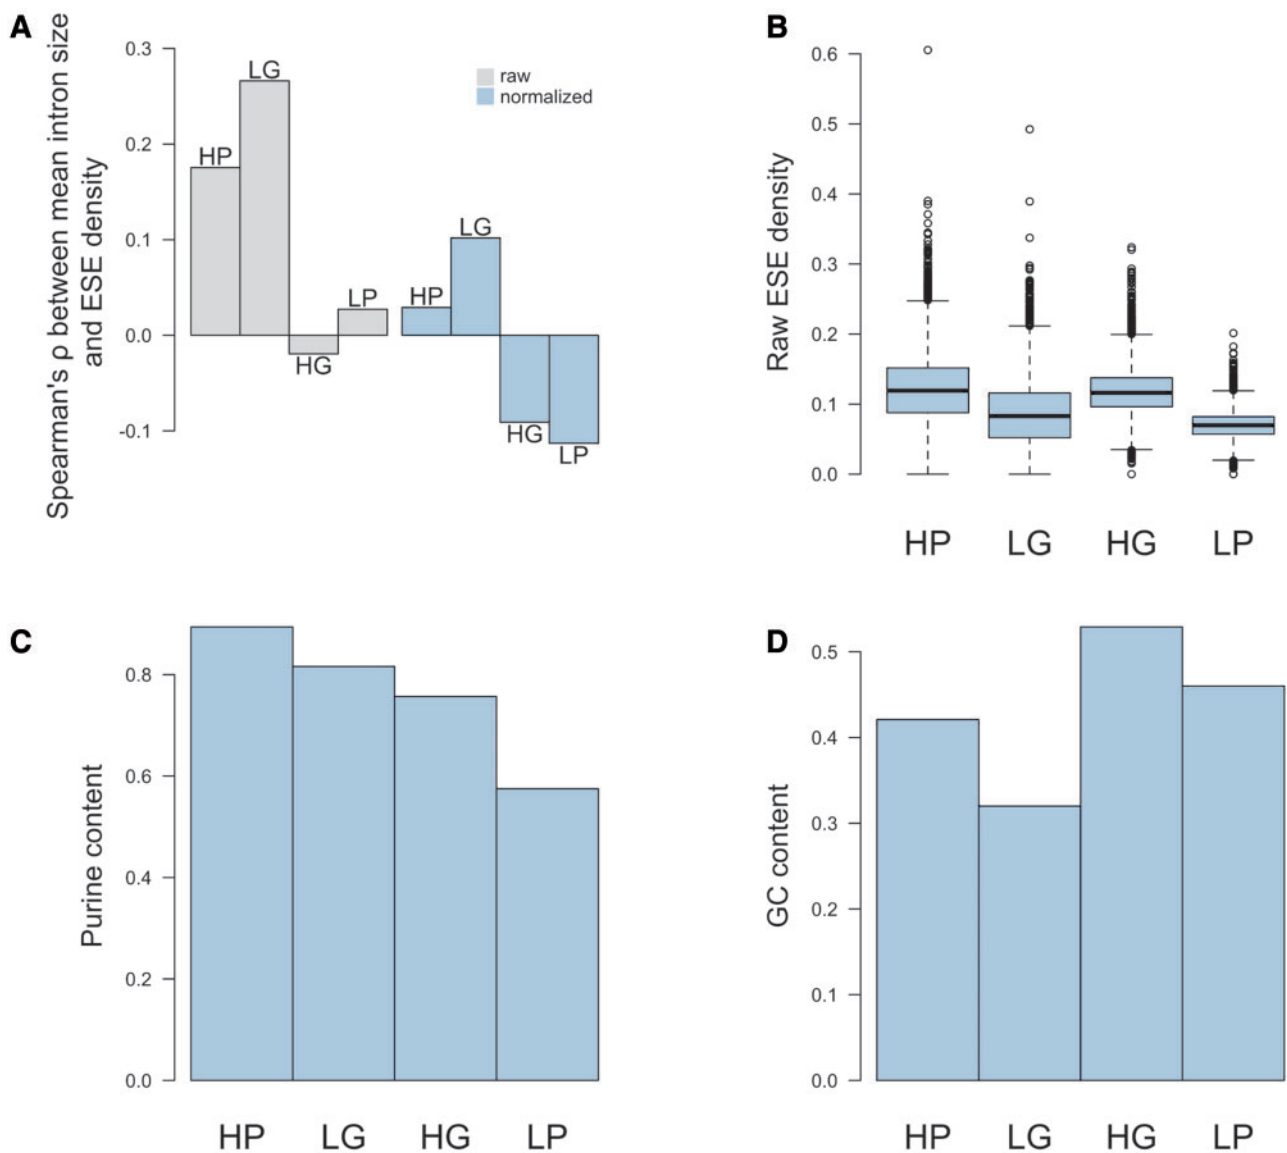 A
Spearman's ρ between mean intron size
and ESE density
0.3
0.2
0.1
0.0
-0.1
HP
LG
HG
LP
HP
LG
HG
LP
raw
normalized
B
Raw ESE density
0.6
0.5
0.4
0.3
0.2
0.1
0.0
HP LG HG LP
C
Purine content
0.8
0.6
0.4
0.2
0.0
HP LG HG LP
D
GC content
0.5
0.4
0.3
0.2
0.1
0.0
HP LG HG LP